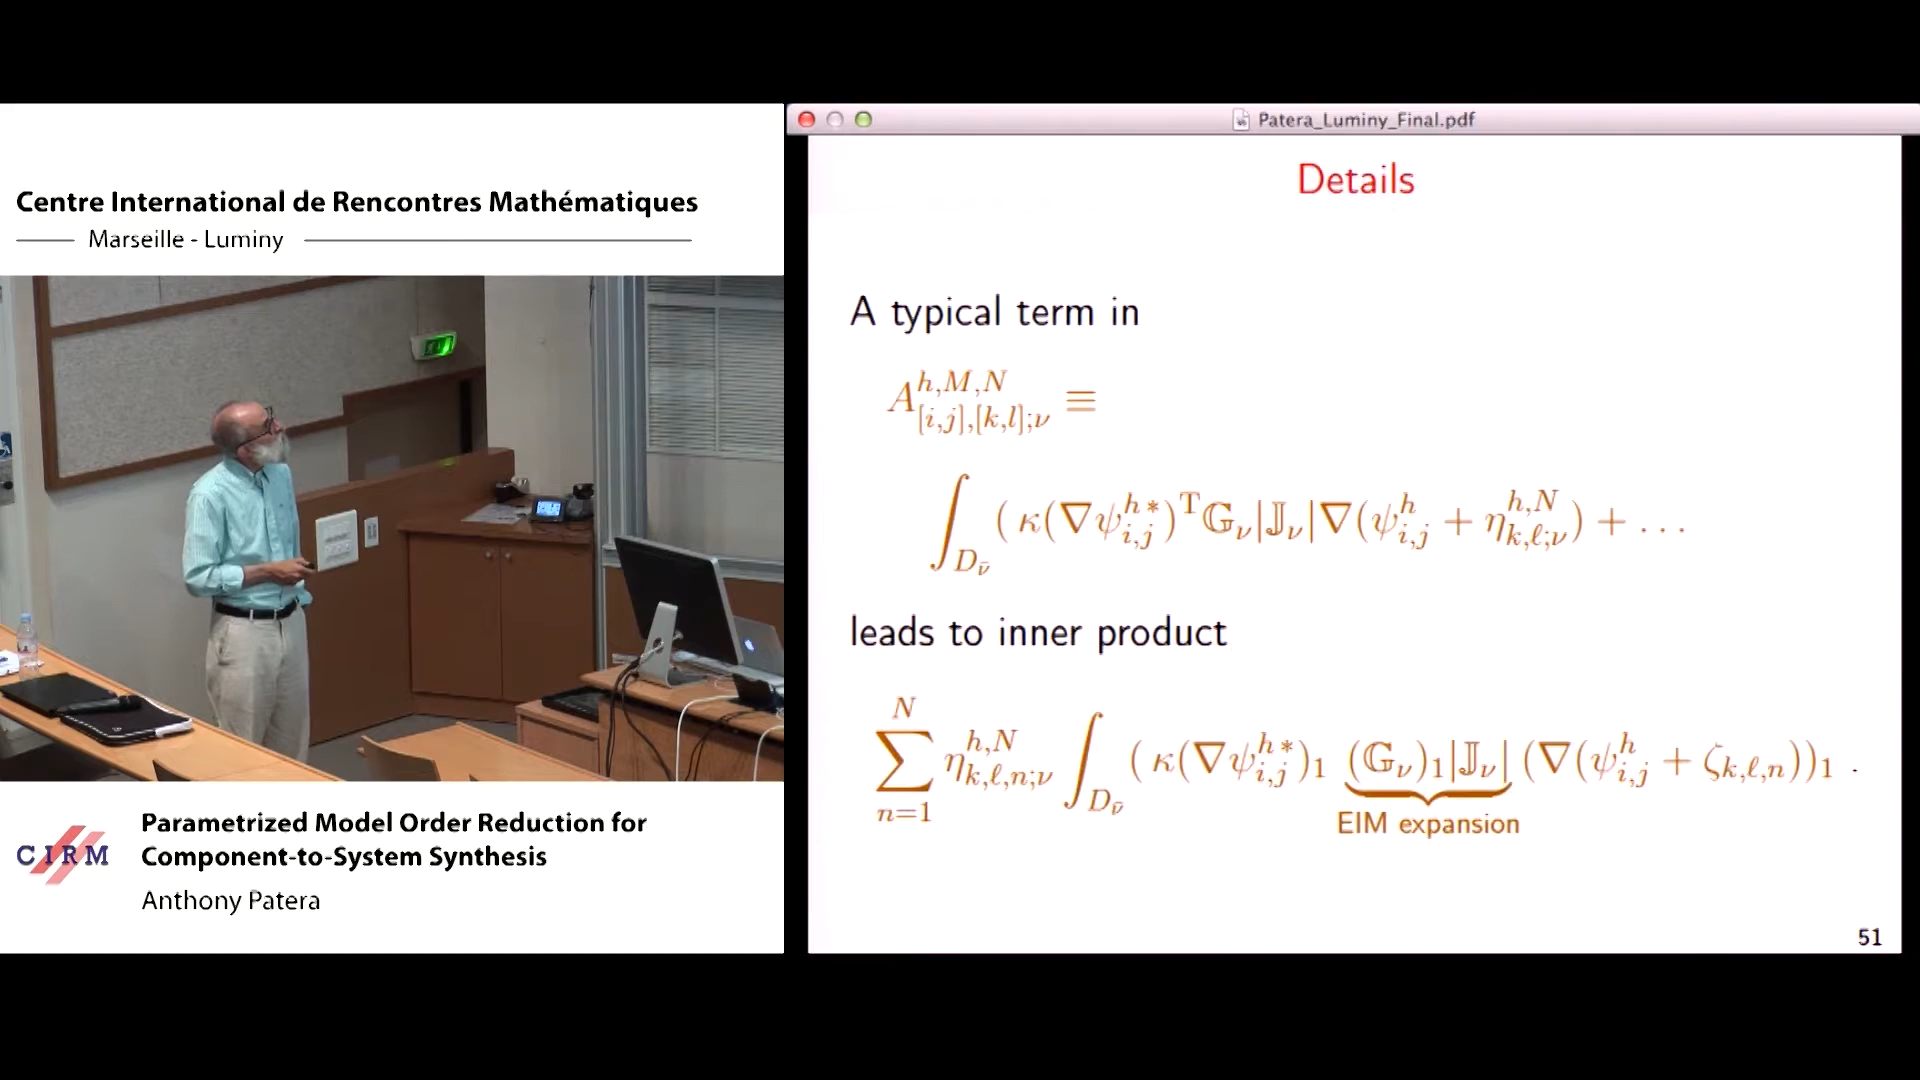 Centre International de Rencontres Mathématiques
Marseille - Luminy
CIRM
Parametrized Model Order Reduction for
Component-to-System Synthesis
Anthony Patera
Patera_Luminy_Final.pdf
Details
A typical term in
A^{h,M,N}_{[i,j],[k,l];ν} ≡
∫_{D_ν̄} ( κ(∇ψ^{h*}_{i,j})^T 𝔾_ν|𝕁_ν|∇(ψ^h_{i,j} + η^{h,N}_{k,ℓ;ν}) + ...
leads to inner product
∑_{n=1}^{N} η^{h,N}_{k,ℓ,n;ν} ∫_{D_ν̄} ( κ(∇ψ^{h*}_{i,j})_1 (𝔾_ν)_1|𝕁_ν| (∇(ψ^h_{i,j} + ζ_{k,ℓ,n}))_1 .
EIM expansion
51